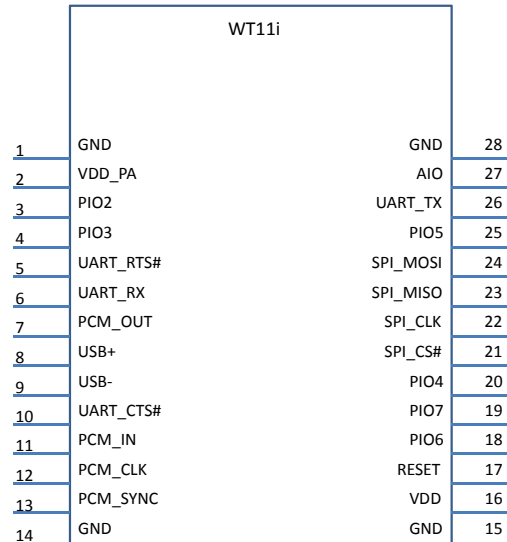 WT11i
1 GND GND 28
2 VDD_PA AIO 27
3 PIO2 UART_TX 26
4 PIO3 PIO5 25
5 UART_RTS# SPI_MOSI 24
6 UART_RX SPI_MISO 23
7 PCM_OUT SPI_CLK 22
8 USB+ SPI_CS# 21
9 USB- PIO4 20
10 UART_CTS# PIO7 19
11 PCM_IN PIO6 18
12 PCM_CLK RESET 17
13 PCM_SYNC VDD 16
14 GND GND 15